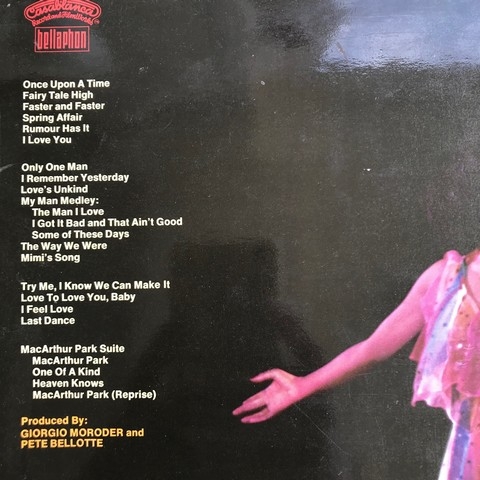 Casablanca
Record and FilmWorks
bellaphon
Once Upon A Time
Fairy Tale High
Faster and Faster
Spring Affair
Rumour Has It
I Love You
Only One Man
I Remember Yesterday
Love's Unkind
My Man Medley:
The Man I Love
I Got It Bad and That Ain't Good
Some of These Days
The Way We Were
Mimi's Song
Try Me, I Know We Can Make It
Love To Love You, Baby
I Feel Love
Last Dance
MacArthur Park Suite
MacArthur Park
One Of A Kind
Heaven Knows
MacArthur Park (Reprise)
Produced By:
GIORGIO MORODER and
PETE BELLOTTE